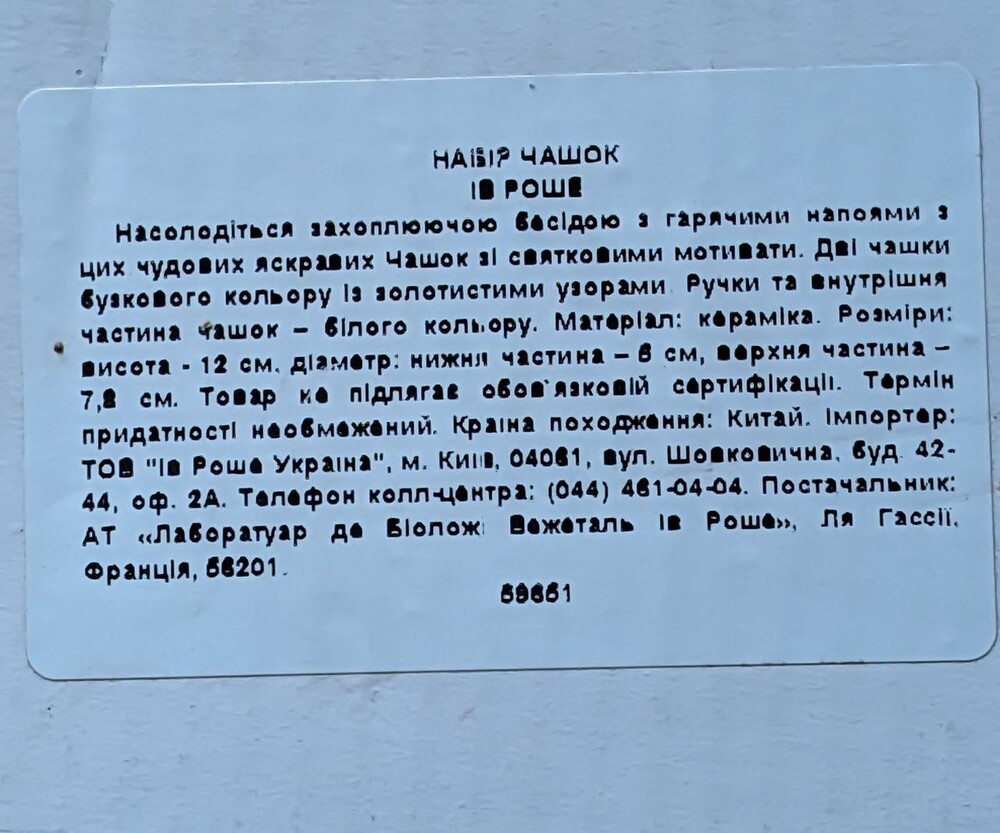 НАБІР ЧАШОК
ІВ РОШЕ
Насолодіться захоплюючою бесідою з гарячими напоями з
цих чудових яскравих Чашок зі святковими мотивати. Дві чашки
бузкового кольору із золотистими узорами. Ручки та внутрішня
частина чашок – білого кольору. Матеріал: кераміка. Розміри:
висота - 12 см, діаметр: нижня частина – 6 см, верхня частина –
7,8 см. Товар не підлягає обов'язковій сертифікації. Термін
придатності необмежений. Країна походження: Китай. Імпортер:
ТОВ "Ів Роше Україна", м. Київ, 04061, вул. Шовковична, буд. 42-
44, оф. 2А. Телефон колл-центра: (044) 461-04-04. Постачальник:
АТ «Лабораtуар де Біоложі Вежеталь Ів Роше», Ля Гассії,
Франція, 56201.